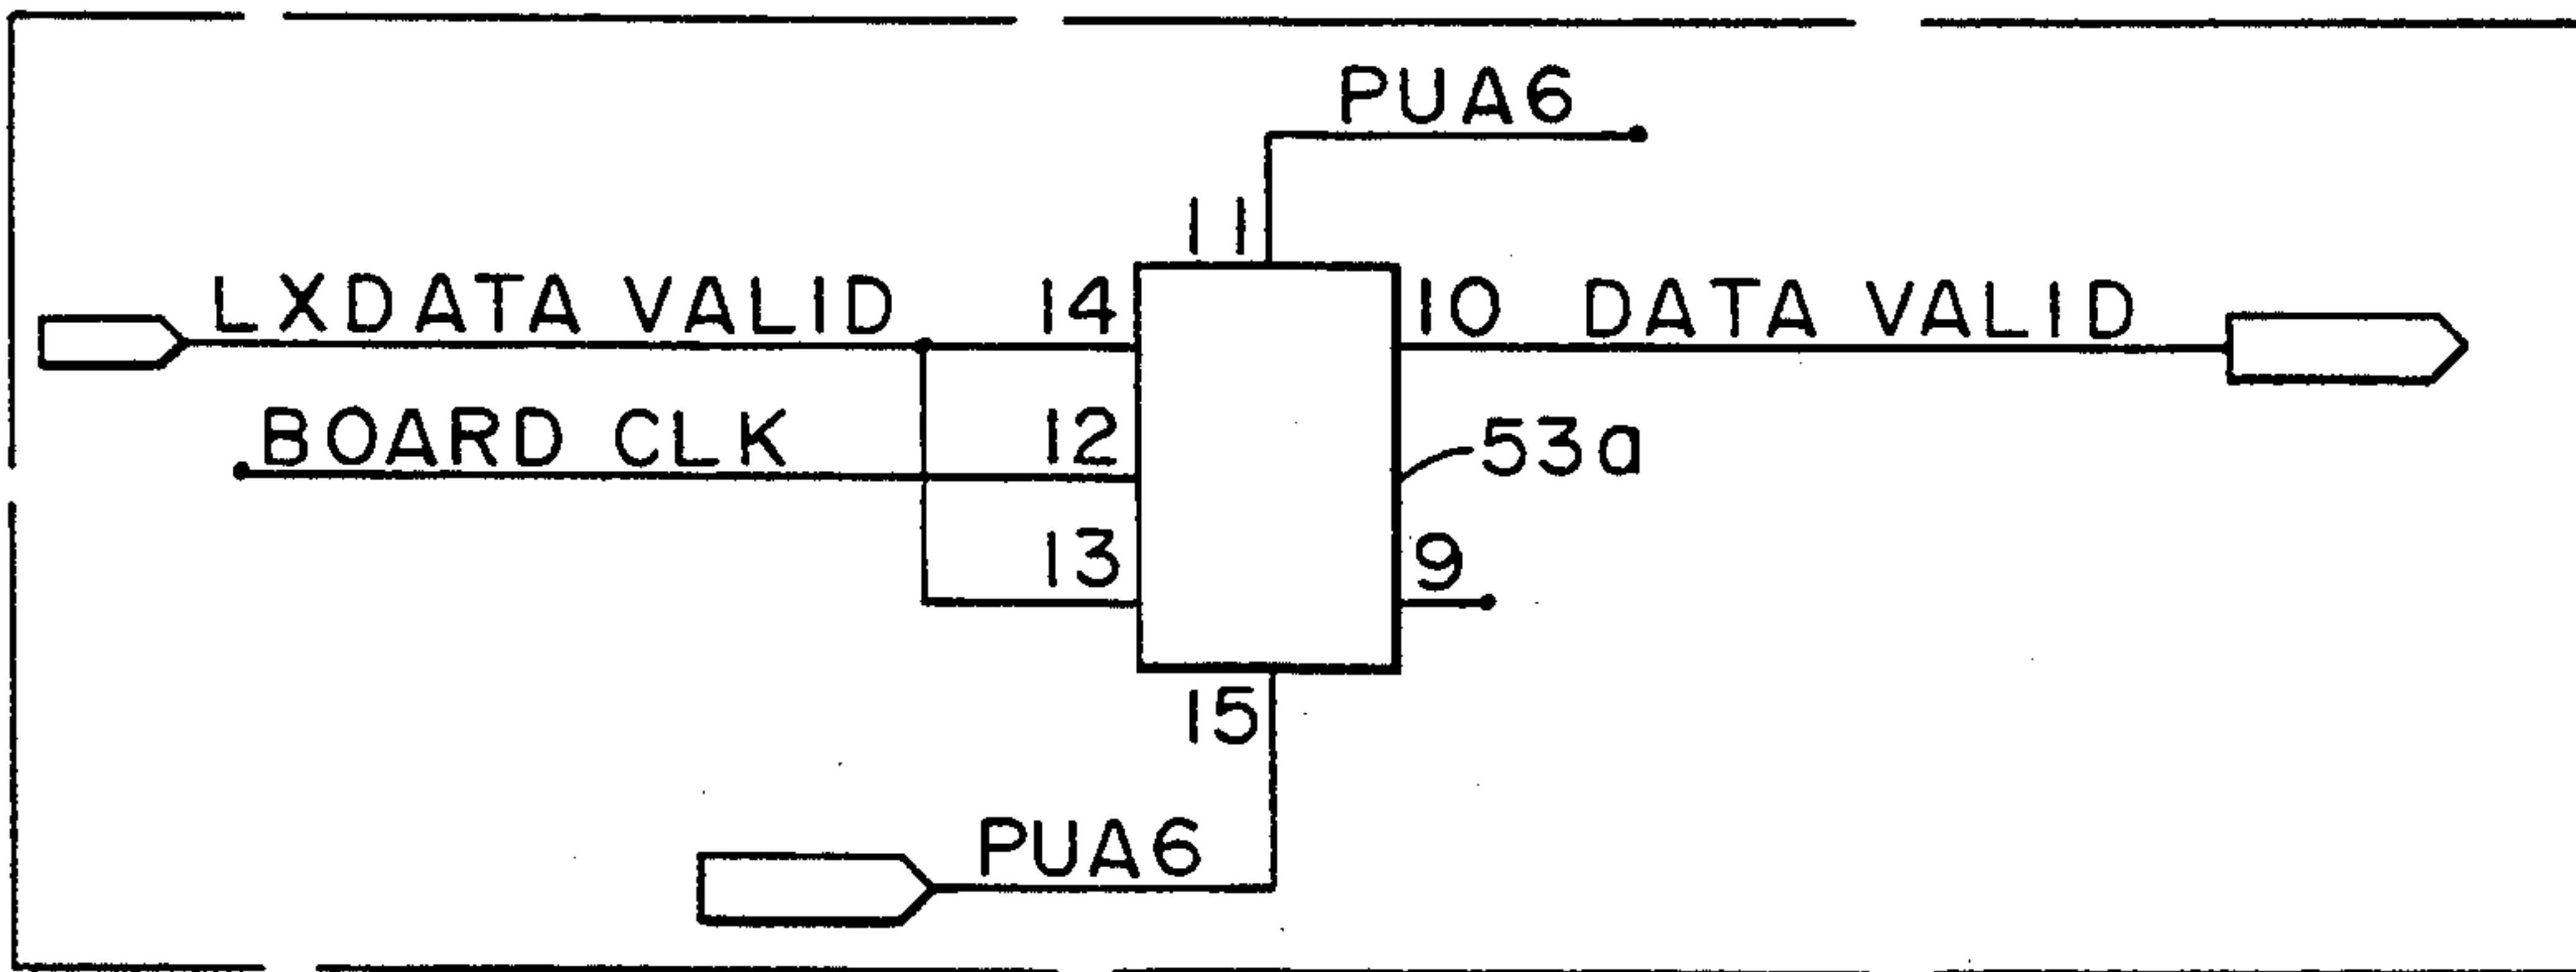 PUA6
11
LXDATA VALID 14
10 DATA VALID
BOARD CLK 12
53a
13
9
15
PUA6